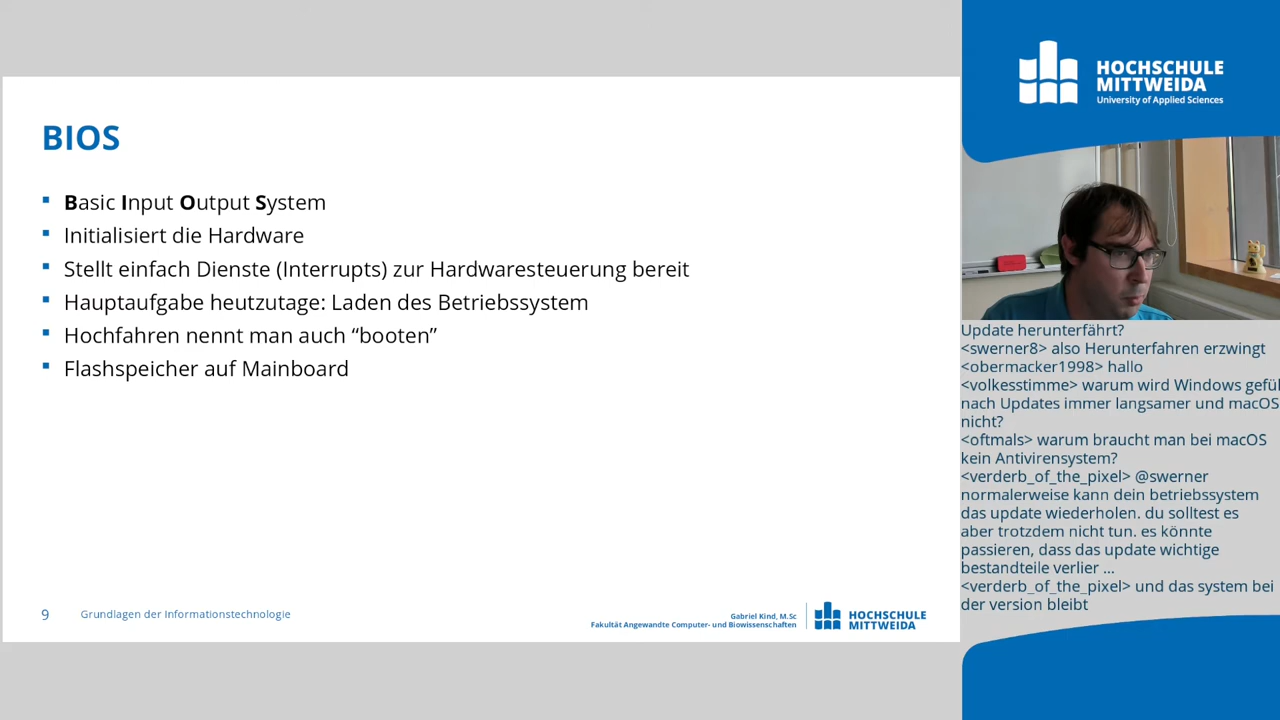 BIOS
Basic Input Output System
Initialisiert die Hardware
Stellt einfach Dienste (Interrupts) zur Hardwaresteuerung bereit
Hauptaufgabe heutzutage: Laden des Betriebssystem
Hochfahren nennt man auch “booten”
Flashspeicher auf Mainboard
9
Grundlagen der Informationstechnologie
Gabriel Kind, M.Sc
Fakultät Angewandte Computer- und Biowissenschaften
HOCHSCHULE
MITTWEIDA
HOCHSCHULE
MITTWEIDA
University of Applied Sciences
Update herunterfährt?
<swerner8> also Herunterfahren erzwingt
<obermacker1998> hallo
<volkesstimme> warum wird Windows gefül
nach Updates immer langsamer und macOS
nicht?
<oftmals> warum braucht man bei macOS
kein Antivirensystem?
<verderb_of_the_pixel> @swerner
normalerweise kann dein betriebssystem
das update wiederholen. du solltest es
aber trotzdem nicht tun. es könnte
passieren, dass das update wichtige
bestandteile verlier ...
<verderb_of_the_pixel> und das system bei
der version bleibt